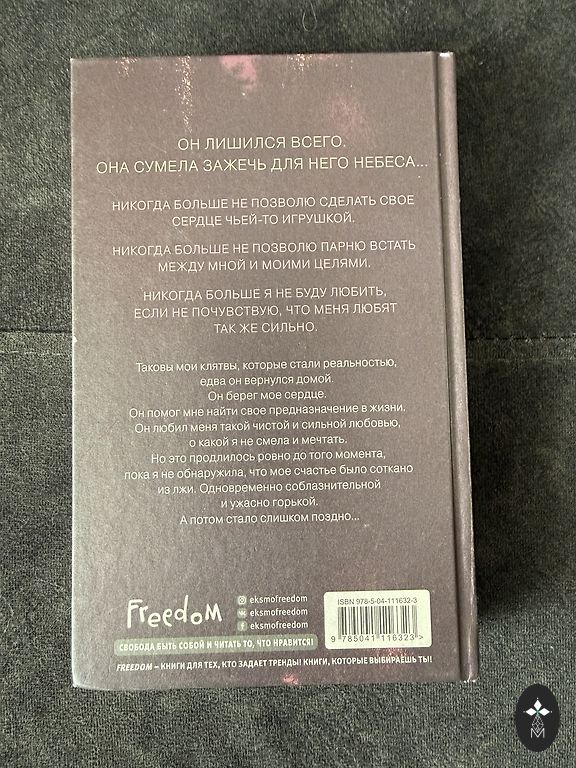 ОН ЛИШИЛСЯ ВСЕГО.
ОНА СУМЕЛА ЗАЖЕЧЬ ДЛЯ НЕГО НЕБЕСА...
НИКОГДА БОЛЬШЕ НЕ ПОЗВОЛЮ СДЕЛАТЬ СВОЕ
СЕРДЦЕ ЧЬЕЙ-ТО ИГРУШКОЙ.
НИКОГДА БОЛЬШЕ НЕ ПОЗВОЛЮ ПАРНЮ ВСТАТЬ
МЕЖДУ МНОЙ И МОИМИ ЦЕЛЯМИ.
НИКОГДА БОЛЬШЕ Я НЕ БУДУ ЛЮБИТЬ,
ЕСЛИ НЕ ПОЧУВСТВУЮ, ЧТО МЕНЯ ЛЮБЯТ
ТАК ЖЕ СИЛЬНО.
Таковы мои клятвы, которые стали реальностью,
едва он вернулся домой.
Он берег мое сердце.
Он помог мне найти свое предназначение в жизни.
Он любил меня такой чистой и сильной любовью,
о какой я не смела и мечтать.
Но это продлилось ровно до того момента,
пока я не обнаружила, что мое счастье было соткано
из лжи. Одновременно соблазнительной
и ужасно горькой.
А потом стало слишком поздно...
Freedom
eksmofreedom
eksmofreedom
eksmofreedom
СВОБОДА БЫТЬ СОБОЙ И ЧИТАТЬ ТО, ЧТО НРАВИТСЯ!
FREEDOM – КНИГИ ДЛЯ ТЕХ, КТО ЗАДАЕТ ТРЕНДЫ! КНИГИ, КОТОРЫЕ ВЫБИРАЕШЬ ТЫ!
ISBN 978-5-04-111632-3
9 785041 116323 >
M